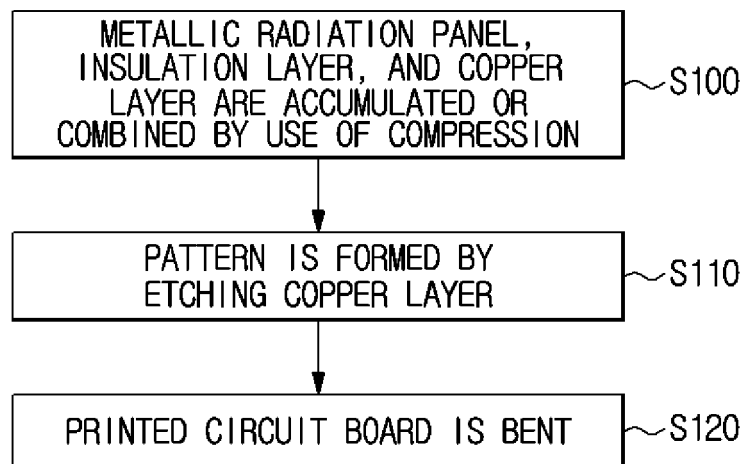 METALLIC RADIATION PANEL,
INSULATION LAYER, AND COPPER
LAYER ARE ACCUMULATED OR
COMBINED BY USE OF COMPRESSION
S100
PATTERN IS FORMED BY
ETCHING COPPER LAYER
S110
PRINTED CIRCUIT BOARD IS BENT
S120